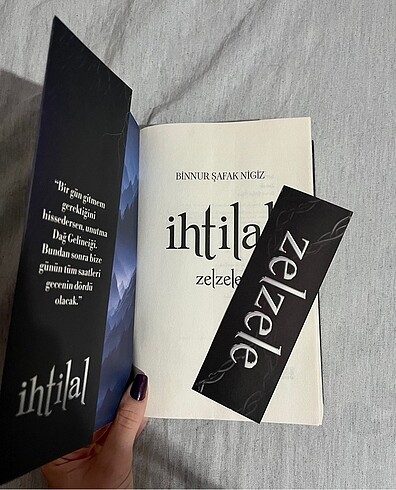 “Bir gün gitmem
gerektiğini
hissedersen, unutma
Dağ Gelinciği.
Bundan sonra bize
günün tüm saatleri
gecenin dördü
olacak.”
ihtilal
BİNNUR ŞAFAK NİGİZ
ihtilal
zelzele
zelzele